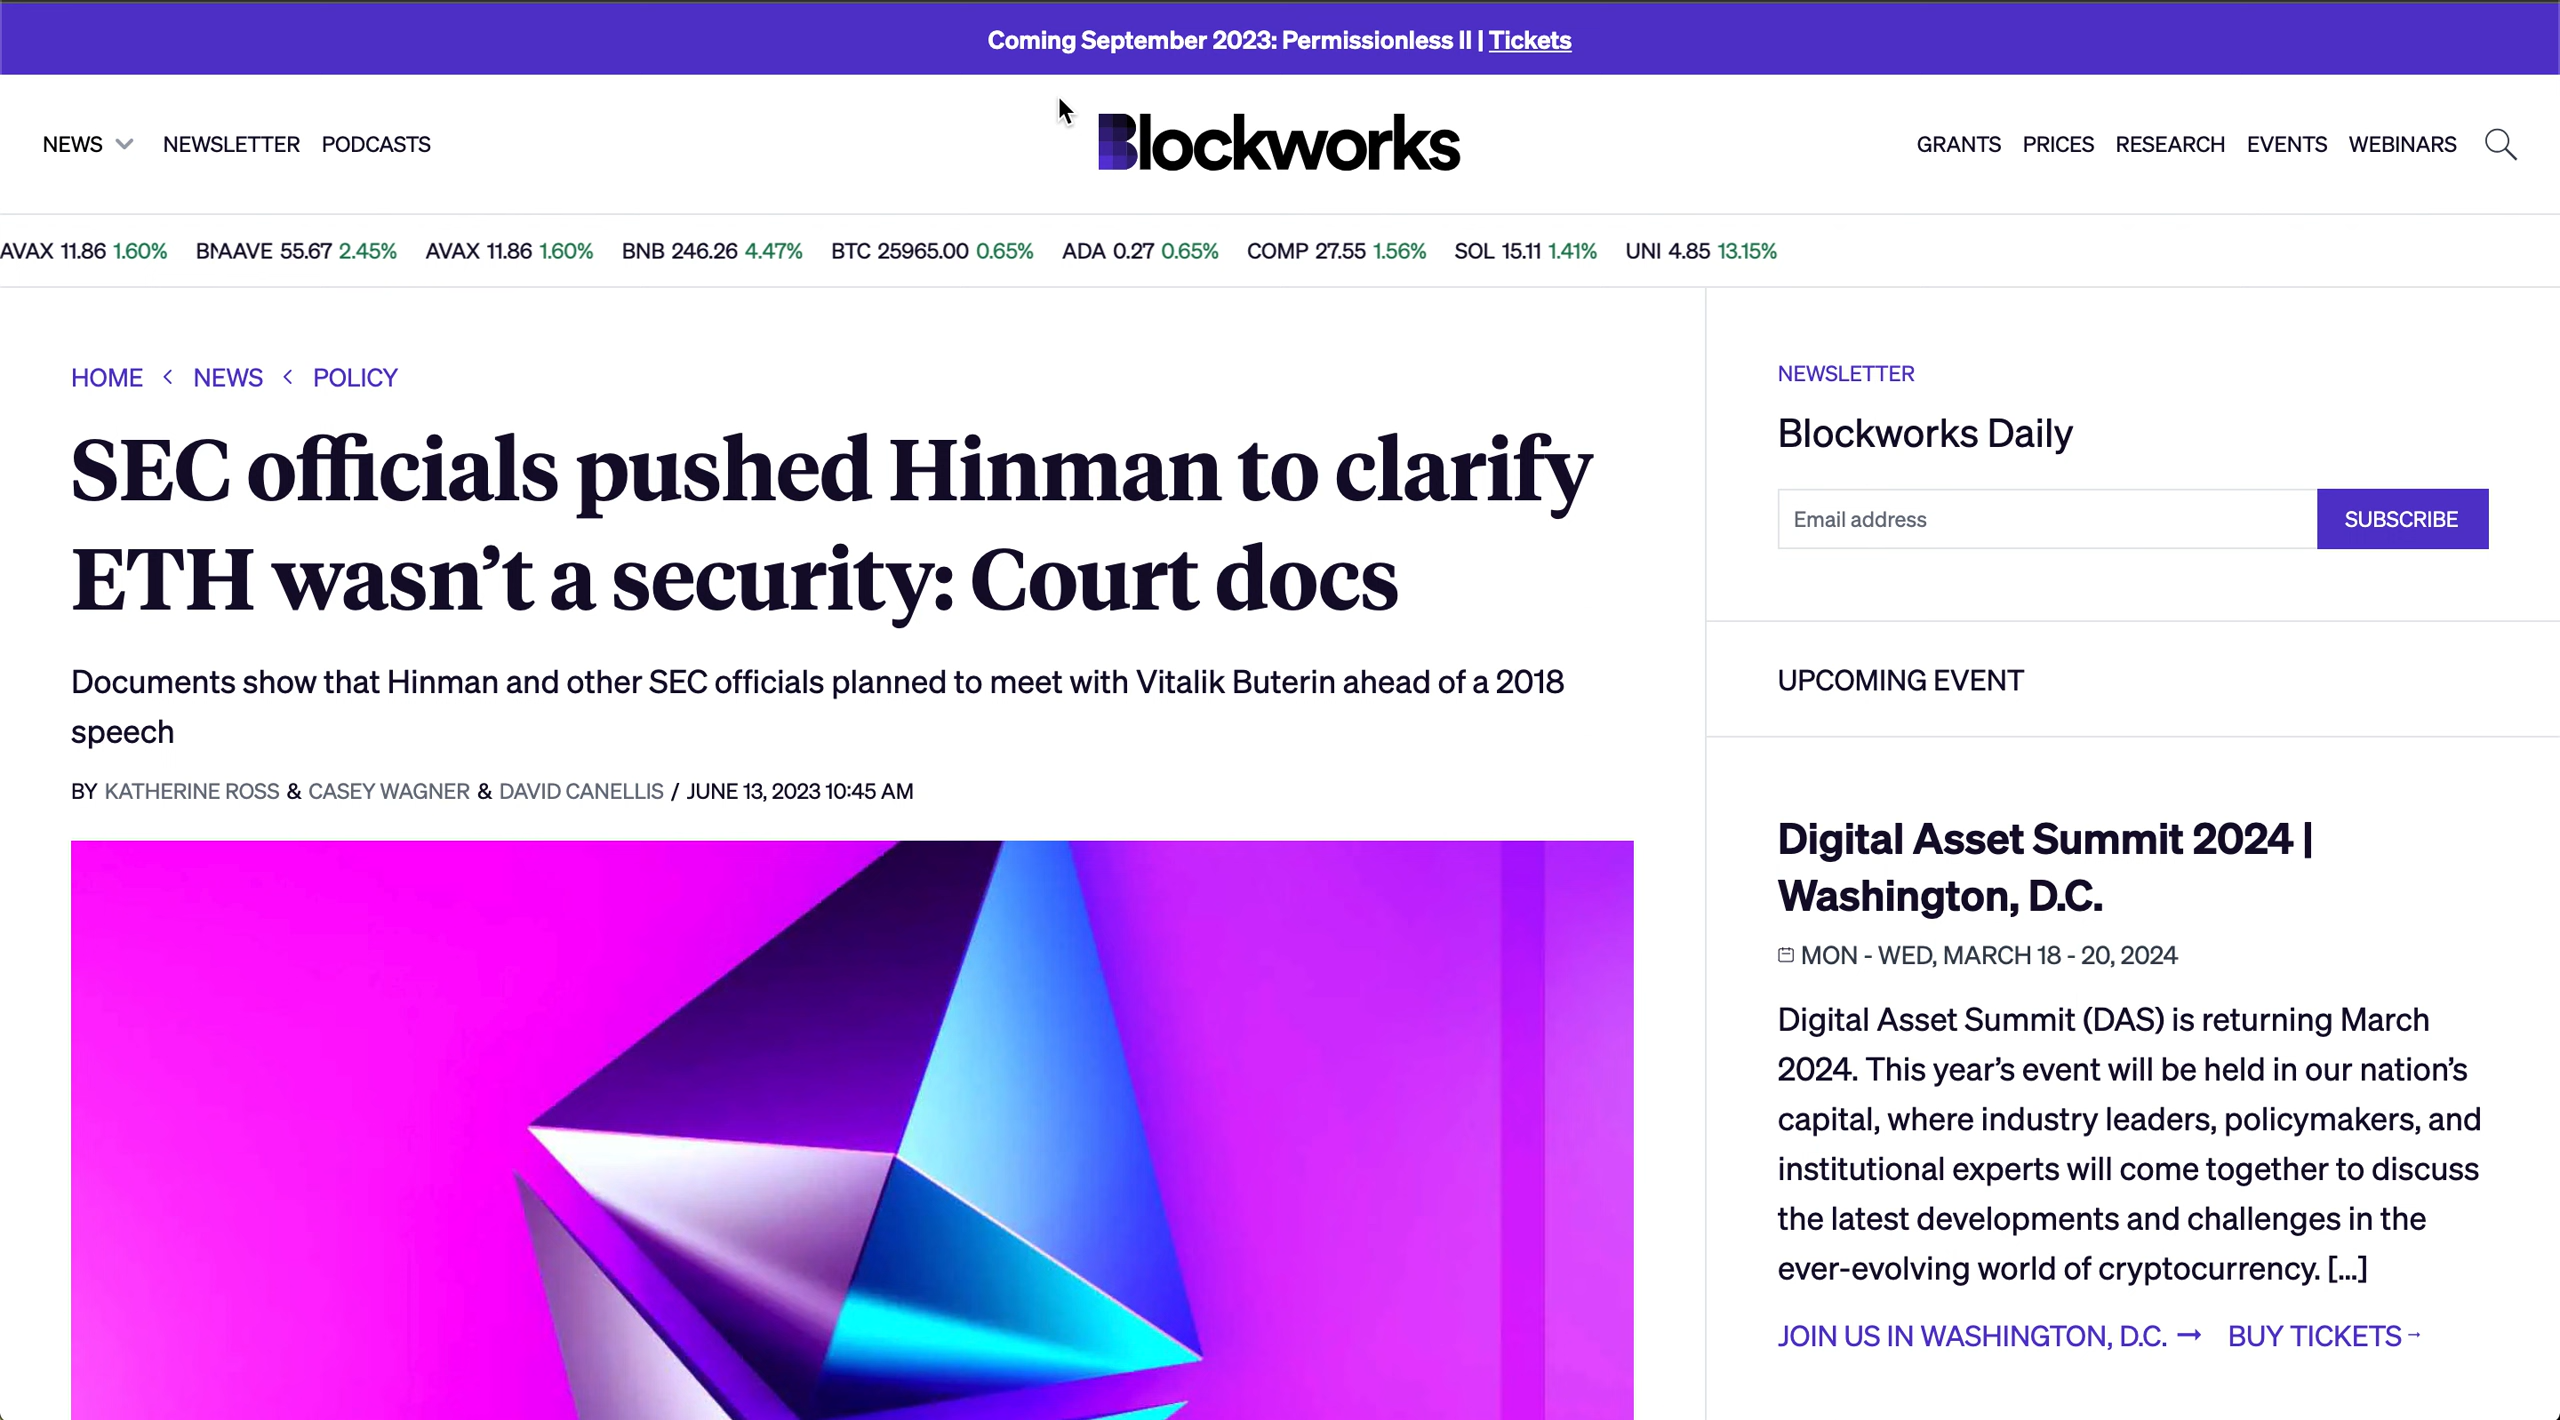 Coming September 2023: Permissionless II | Tickets
NEWS NEWSLETTER PODCASTS
Blockworks
GRANTS PRICES RESEARCH EVENTS WEBINARS
AVAX 11.86 1.60% BNAAVE 55.67 2.45% AVAX 11.86 1.60% BNB 246.26 4.47% BTC 25965.00 0.65% ADA 0.27 0.65% COMP 27.55 1.56% SOL 15.11 1.41% UNI 4.85 13.15%
HOME < NEWS < POLICY
SEC officials pushed Hinman to clarify
ETH wasn’t a security: Court docs
Documents show that Hinman and other SEC officials planned to meet with Vitalik Buterin ahead of a 2018
speech
BY KATHERINE ROSS & CASEY WAGNER & DAVID CANELLIS / JUNE 13, 2023 10:45 AM
NEWSLETTER
Blockworks Daily
Email address
SUBSCRIBE
UPCOMING EVENT
Digital Asset Summit 2024 |
Washington, D.C.
MON - WED, MARCH 18 - 20, 2024
Digital Asset Summit (DAS) is returning March
2024. This year’s event will be held in our nation’s
capital, where industry leaders, policymakers, and
institutional experts will come together to discuss
the latest developments and challenges in the
ever-evolving world of cryptocurrency. [...]
JOIN US IN WASHINGTON, D.C. → BUY TICKETS →